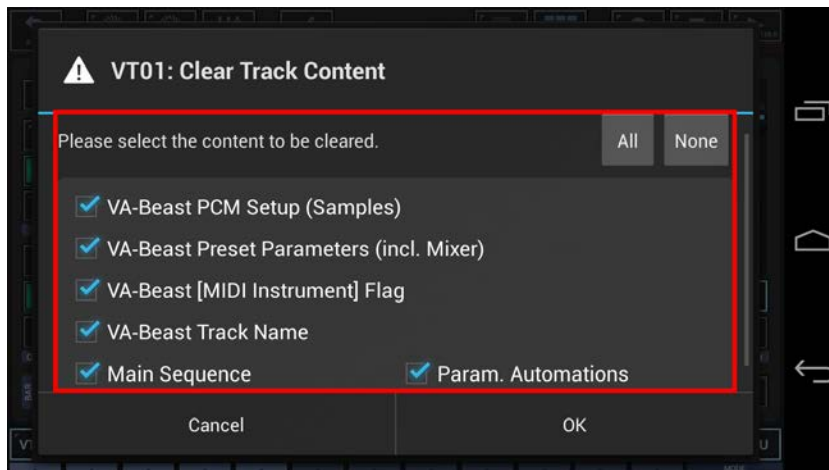 VT01: Clear Track Content
Please select the content to be cleared.
All
None
VA-Beast PCM Setup (Samples)
VA-Beast Preset Parameters (incl. Mixer)
VA-Beast [MIDI Instrument] Flag
VA-Beast Track Name
Main Sequence
Param. Automations
Cancel
OK